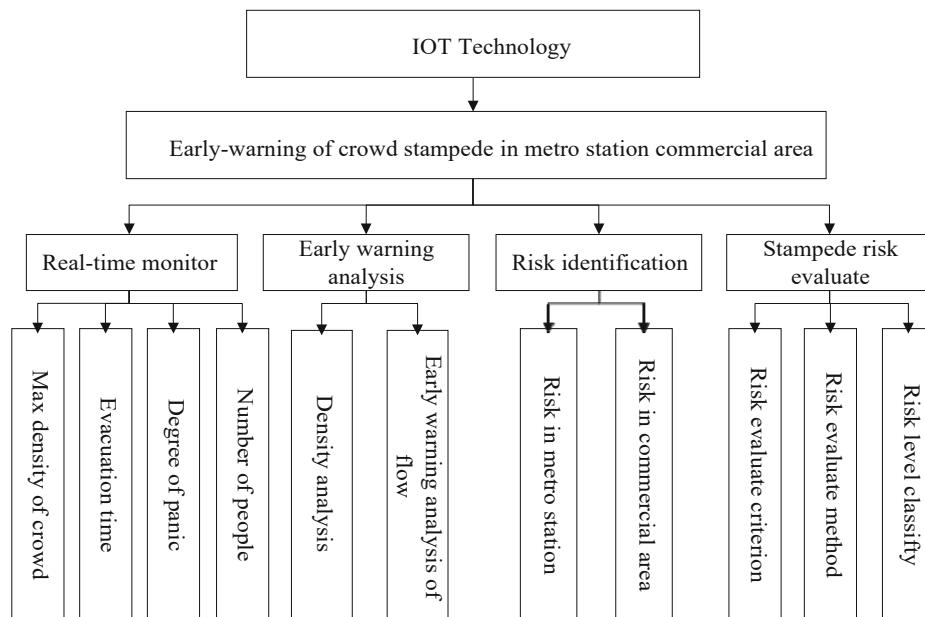 IOT Technology
Early-warning of crowd stampede in metro station commercial area
Real-time monitor
Early warning
analysis
Risk identification
Stampede risk
evaluate
Max density of crowd
Evacuation time
Degree of panic
Number of people
Density analysis
Early warning analysis of
flow
Risk in metro station
Risk in commercial area
Risk evaluate criterion
Risk evaluate method
Risk level classifty